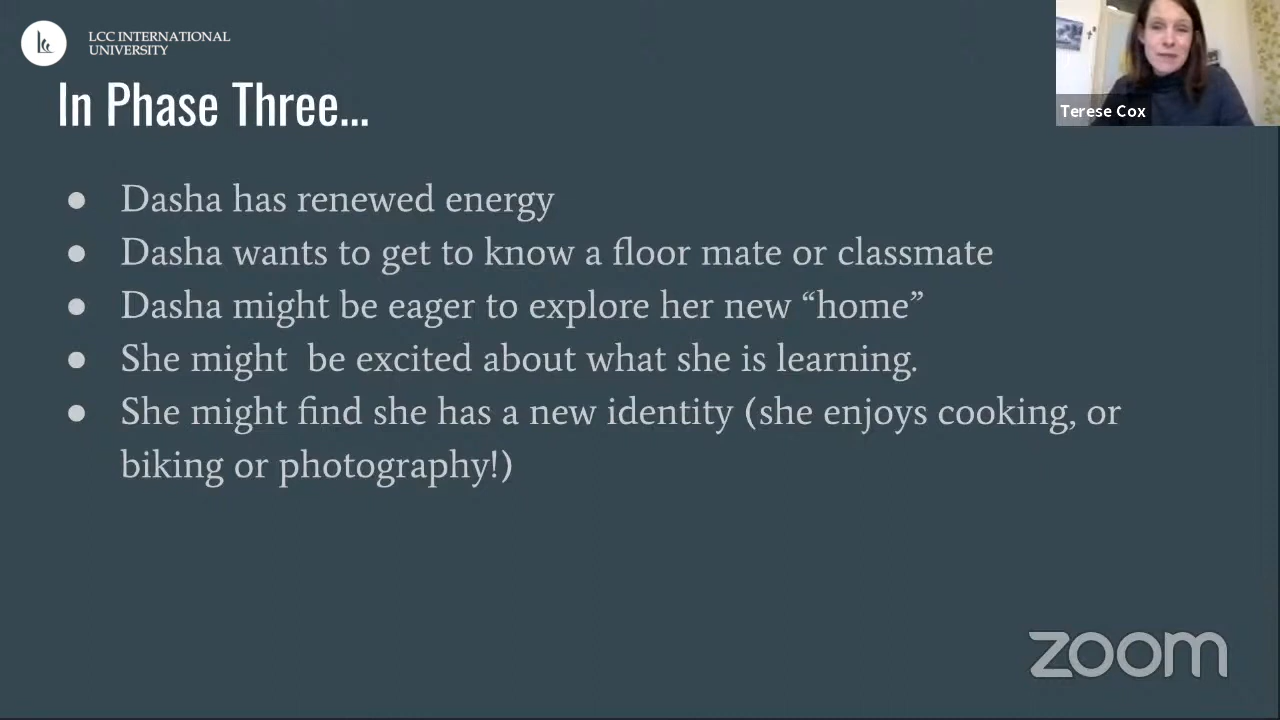 LCC INTERNATIONAL
UNIVERSITY
In Phase Three...
Terese Cox
● Dasha has renewed energy
● Dasha wants to get to know a floor mate or classmate
● Dasha might be eager to explore her new “home”
● She might  be excited about what she is learning.
● She might find she has a new identity (she enjoys cooking, or
biking or photography!)
zoom